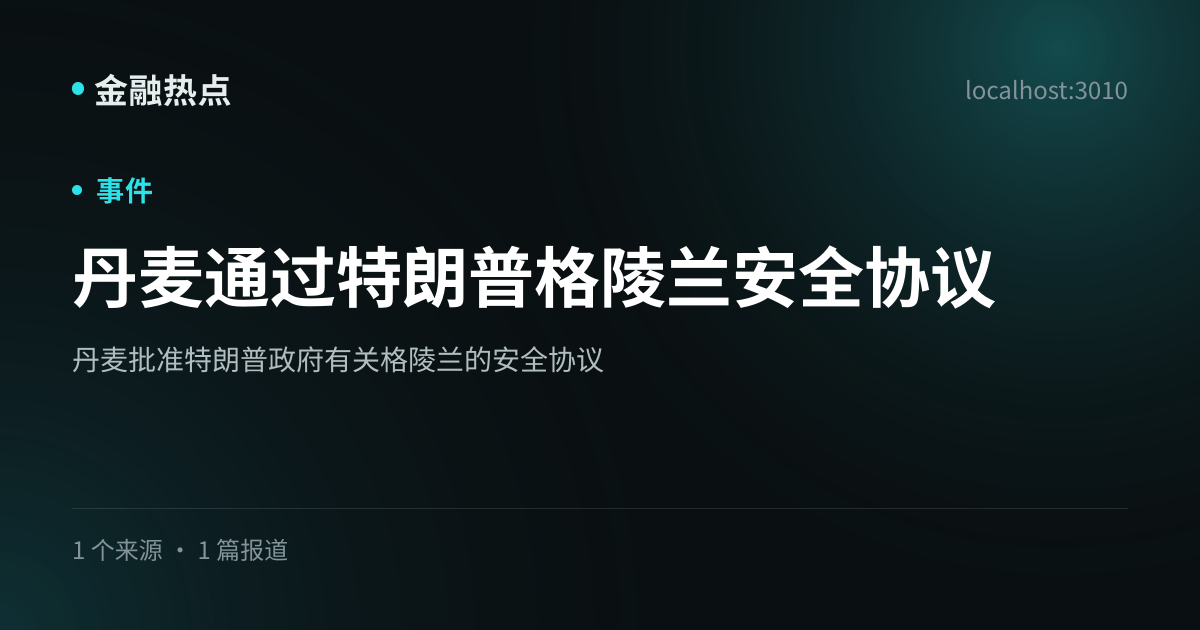 金融热点
localhost:3010
事件
丹麦通过特朗普格陵兰安全协议
丹麦批准特朗普政府有关格陵兰的安全协议
1 个来源 · 1 篇报道